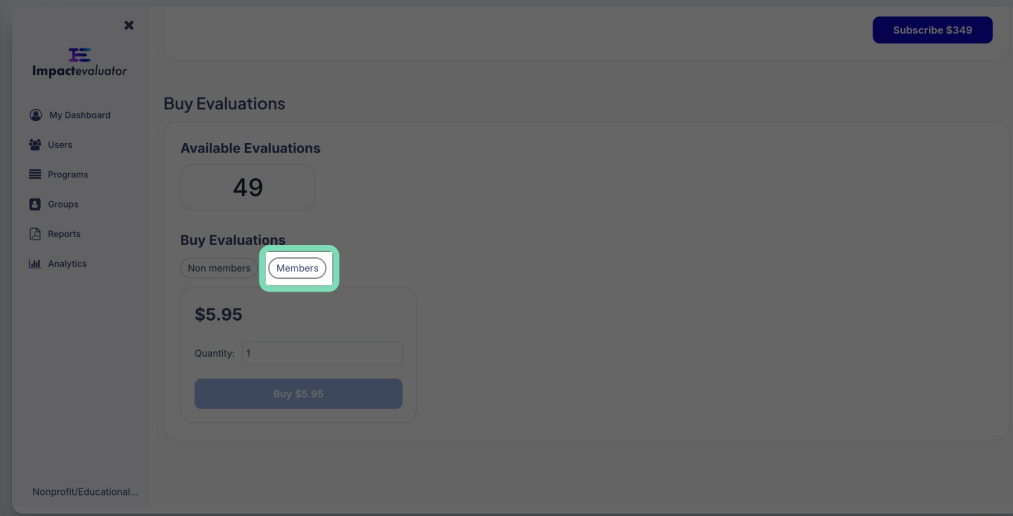 Subscribe $349
Impactevaluator
My Dashboard
Users
Programs
Groups
Reports
Analytics
Nonprofit/Educational...
Buy Evaluations
Available Evaluations
49
Buy Evaluations
Non members
Members
$5.95
Quantity: 1
Buy $5.95